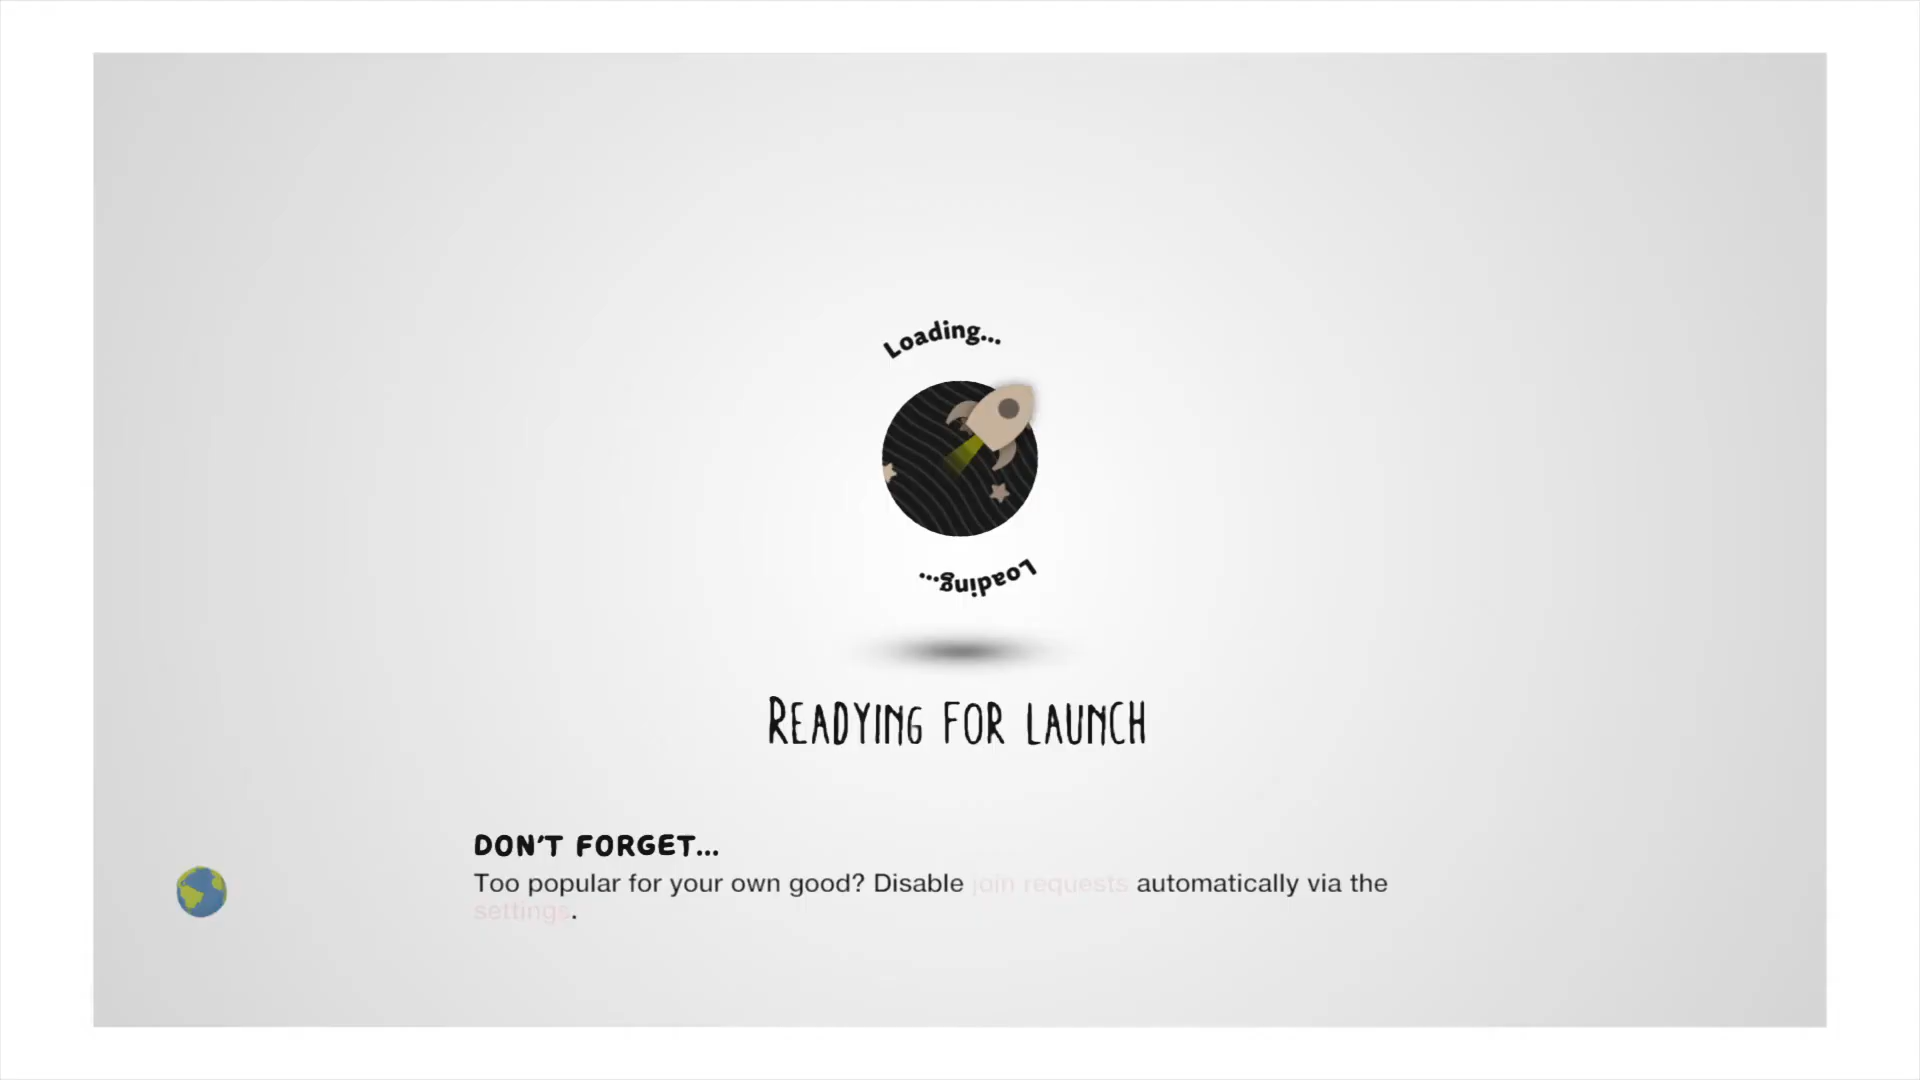 Loading...
Loading...
READYING FOR LAUNCH
DON'T FORGET...
Too popular for your own good? Disable join requests automatically via the
settings.